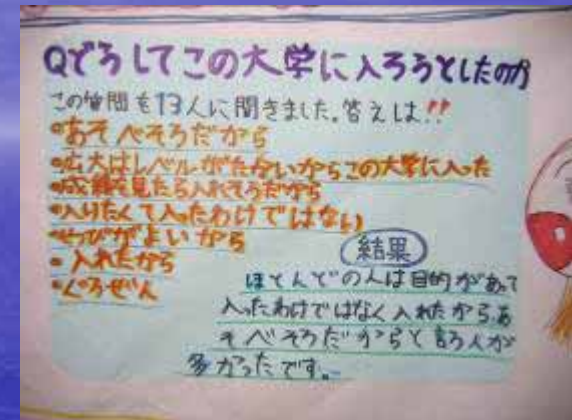 Qどうしてこの大学に入ろうとしたのか
この質問を13人に聞きました。答えは!!
•あそべそうだから
•広大はレベルがたかいからこの大学に入った
•成績を見たら入れそうだから
•入りたくて入ったわけではない
•せつびがよいから
•入れたから
•ぐうぜん
結果
ほとんどの人は目的があって
入ったわけではなく入れたからあ
そべそうだからと言う人が
多かったです。